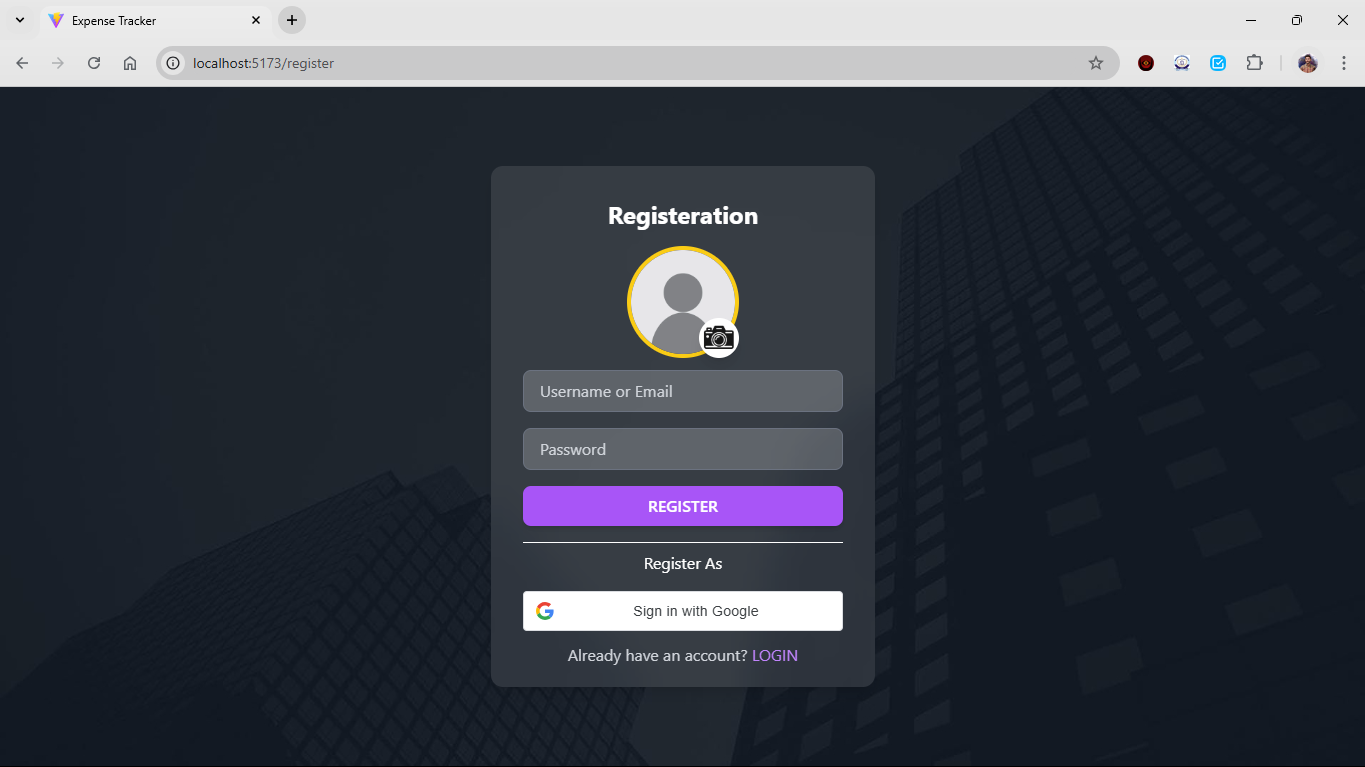 Expense Tracker
localhost:5173/register
Registeration
Username or Email
Password
REGISTER
Register As
Sign in with Google
Already have an account? LOGIN